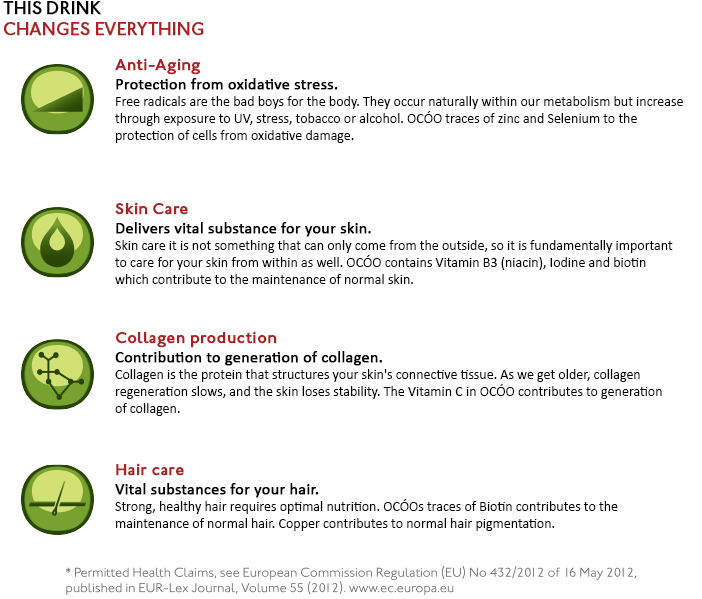 THIS DRINK
CHANGES EVERYTHING
Anti-Aging
Protection from oxidative stress.
Free radicals are the bad boys for the body. They occur naturally within our metabolism but increase
through exposure to UV, stress, tobacco or alcohol. OCÓO traces of zinc and Selenium to the
protection of cells from oxidative damage.
Skin Care
Delivers vital substance for your skin.
Skin care it is not something that can only come from the outside, so it is fundamentally important
to care for your skin from within as well. OCÓO contains Vitamin B3 (niacin), Iodine and biotin
which contribute to the maintenance of normal skin.
Collagen production
Contribution to generation of collagen.
Collagen is the protein that structures your skin's connective tissue. As we get older, collagen
regeneration slows, and the skin loses stability. The Vitamin C in OCÓO contributes to generation
of collagen.
Hair care
Vital substances for your hair.
Strong, healthy hair requires optimal nutrition. OCÓOs traces of Biotin contributes to the
maintenance of normal hair. Copper contributes to normal hair pigmentation.
* Permitted Health Claims, see European Commission Regulation (EU) No 432/2012 of 16 May 2012,
published in EUR-Lex Journal, Volume 55 (2012). www.ec.europa.eu